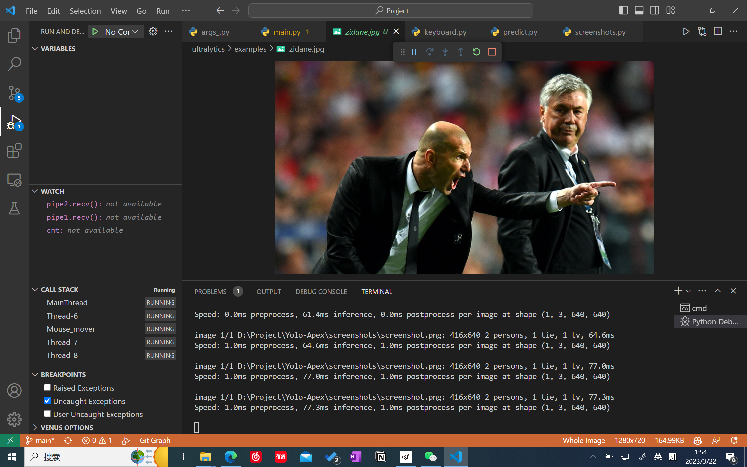 File Edit Selection View Go Run ··· Project
RUN AND DE... No Cor
args_.py main.py 1 zidane.jpg U keyboard.py predict.py screenshots.py
ultralytics > examples > zidane.jpg
VARIABLES
WATCH
pipe2.recv(): not available
pipe1.recv(): not available
cnt: not available
CALL STACK Running
MainThread RUNNING
Thread-6 RUNNING
Mouse_mover RUNNING
Thread-7 RUNNING
Thread-8 RUNNING
BREAKPOINTS
Raised Exceptions
Uncaught Exceptions
User Uncaught Exceptions
VENUS OPTIONS
PROBLEMS 1 OUTPUT DEBUG CONSOLE TERMINAL
Speed: 0.0ms preprocess, 61.4ms inference, 0.0ms postprocess per image at shape (1, 3, 640, 640)
image 1/1 D:\Project\Yolo-Apex\screenshots\screenshot.png: 416x640 2 persons, 1 tie, 1 tv, 64.6ms
Speed: 1.0ms preprocess, 64.6ms inference, 1.0ms postprocess per image at shape (1, 3, 640, 640)
image 1/1 D:\Project\Yolo-Apex\screenshots\screenshot.png: 416x640 2 persons, 1 tie, 1 tv, 77.0ms
Speed: 1.0ms preprocess, 77.0ms inference, 1.0ms postprocess per image at shape (1, 3, 640, 640)
image 1/1 D:\Project\Yolo-Apex\screenshots\screenshot.png: 416x640 2 persons, 1 tie, 1 tv, 77.3ms
Speed: 1.0ms preprocess, 77.3ms inference, 1.0ms postprocess per image at shape (1, 3, 640, 640)
cmd
Python Deb...
main* 0 1 Git Graph Whole Image 1280x720 164.99KB
搜索
1:54
2023/3/22